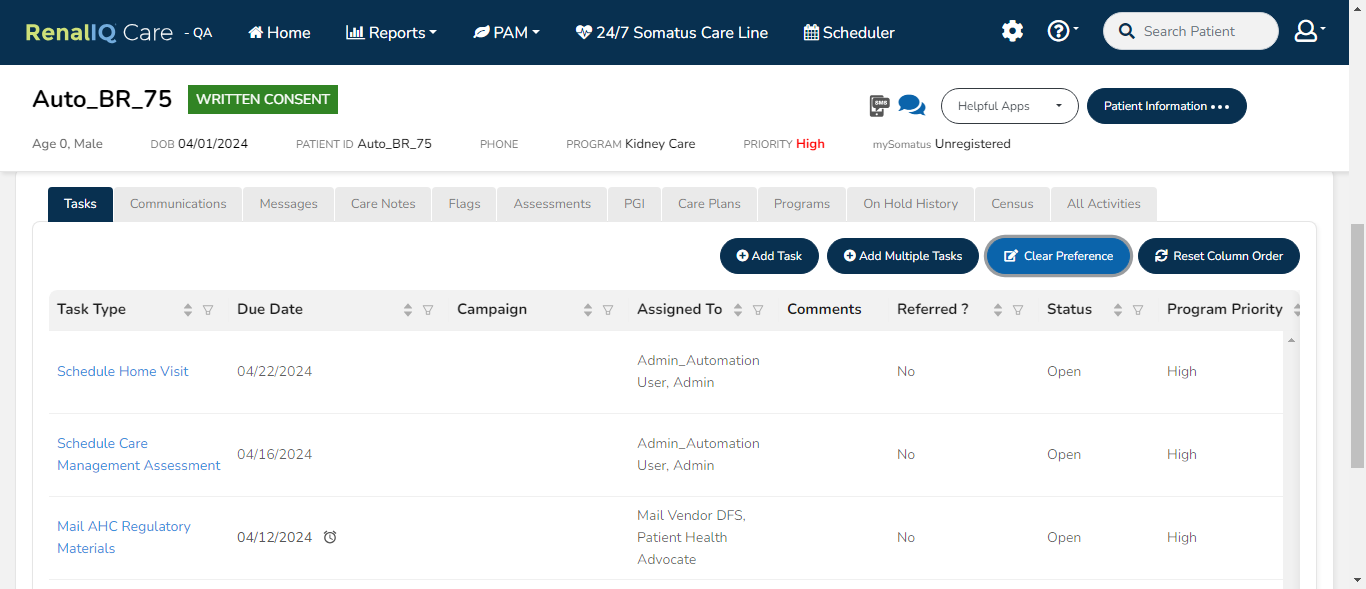 RenalIQ Care - QA Home Reports PAM 24/7 Somatus Care Line Scheduler Search Patient
Auto_BR_75 WRITTEN CONSENT SMS Helpful Apps Patient Information
Age 0, Male DOB 04/01/2024 PATIENT ID Auto_BR_75 PHONE PROGRAM Kidney Care PRIORITY High mySomatus Unregistered
Tasks Communications Messages Care Notes Flags Assessments PGI Care Plans Programs On Hold History Census All Activities
Add Task Add Multiple Tasks Clear Preference Reset Column Order
Task Type Due Date Campaign Assigned To Comments Referred ? Status Program Priority
Schedule Home Visit 04/22/2024 Admin_Automation
User, Admin No Open High
Schedule Care
Management Assessment 04/16/2024 Admin_Automation
User, Admin No Open High
Mail AHC Regulatory
Materials 04/12/2024 Mail Vendor DFS,
Patient Health
Advocate No Open High